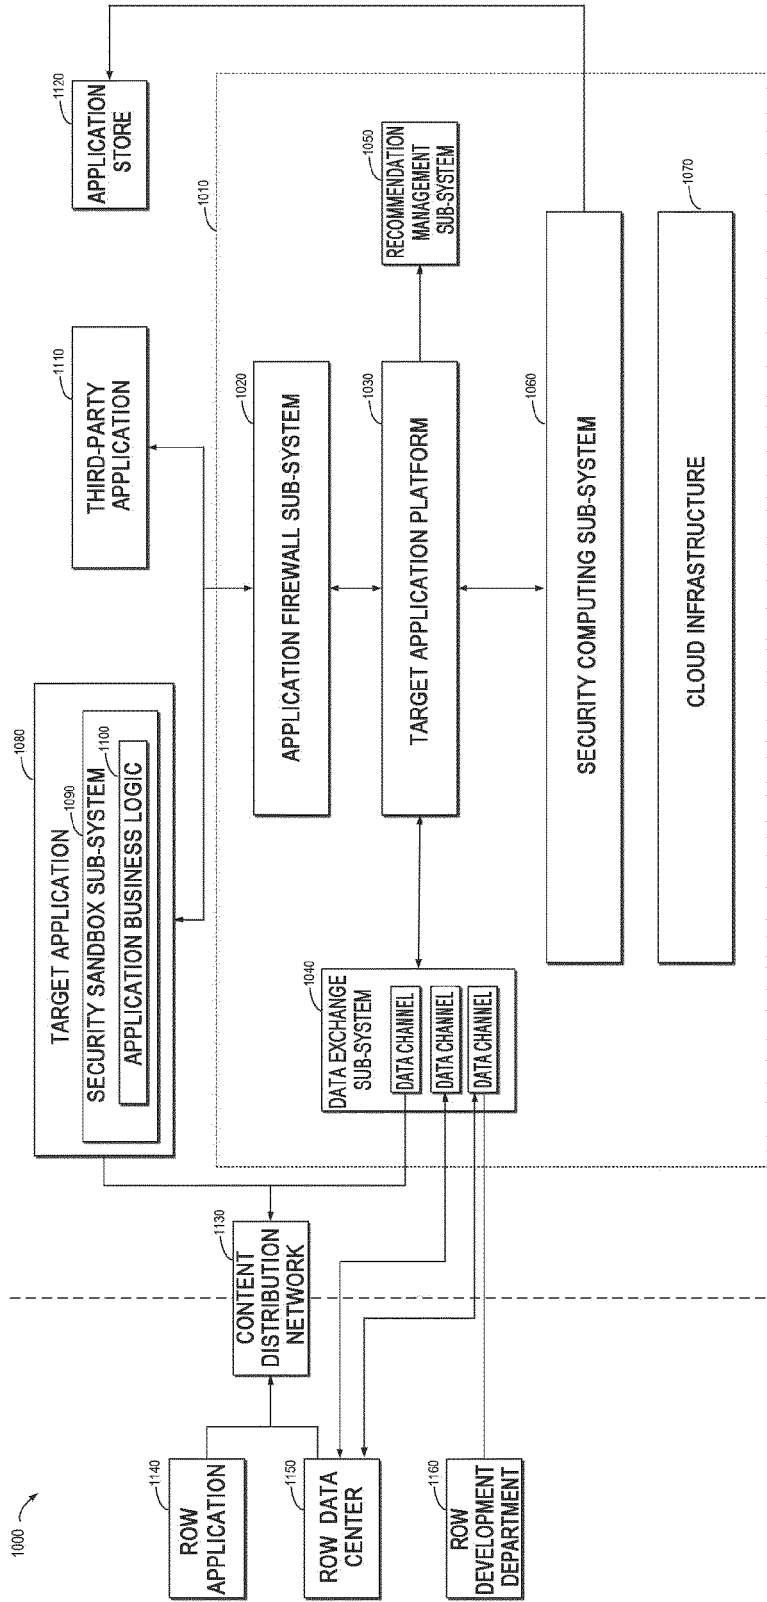 1000
1140
ROW
APPLICATION
1150
ROW DATA
CENTER
1160
ROW
DEVELOPMENT
DEPARTMENT
1130
CONTENT
DISTRIBUTION
NETWORK
1080
TARGET APPLICATION
1090
SECURITY SANDBOX SUB-SYSTEM
1100
APPLICATION BUSINESS LOGIC
1110
THIRD-PARTY
APPLICATION
1120
APPLICATION
STORE
1010
1020
APPLICATION FIREWALL SUB-SYSTEM
1030
TARGET APPLICATION PLATFORM
1040
DATA EXCHANGE
SUB-SYSTEM
DATA CHANNEL
DATA CHANNEL
DATA CHANNEL
1050
RECOMMENDATION
MANAGEMENT
SUB-SYSTEM
1060
SECURITY COMPUTING SUB-SYSTEM
1070
CLOUD INFRASTRUCTURE